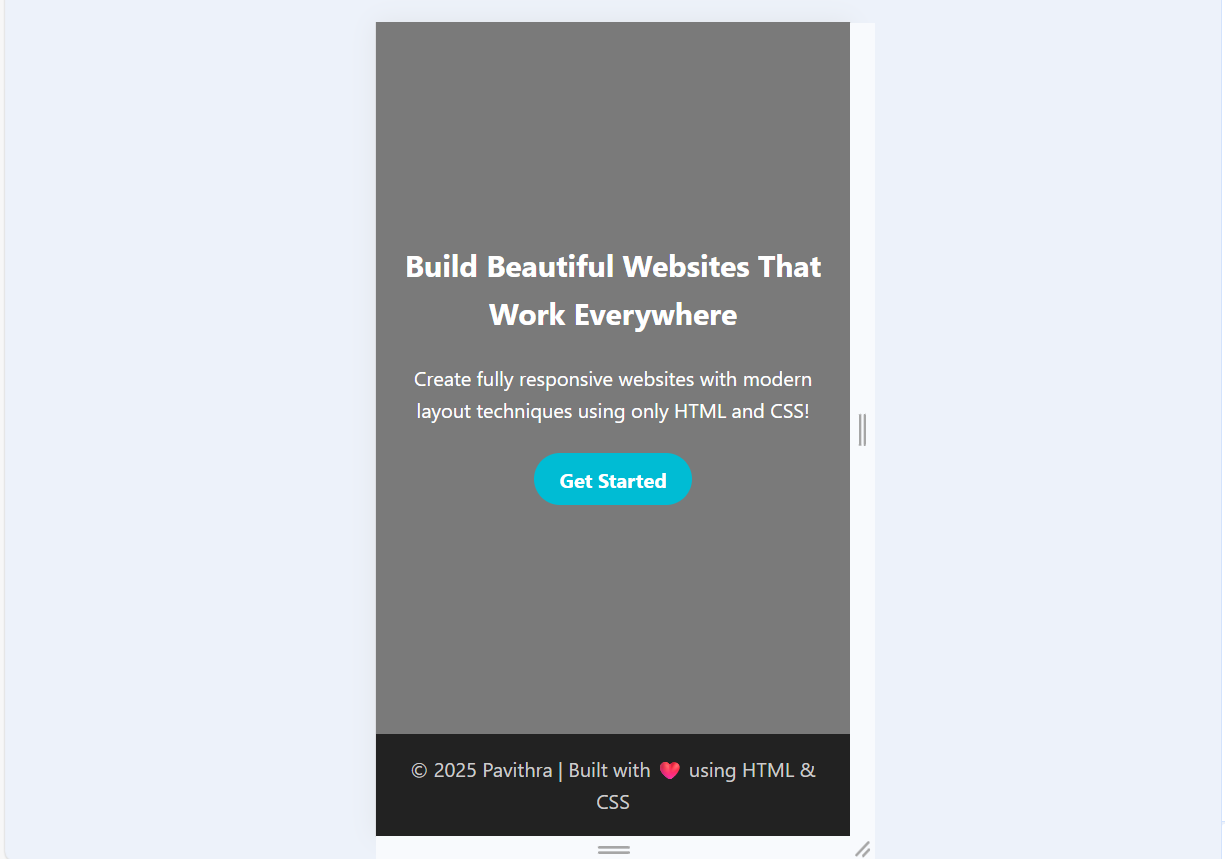 Build Beautiful Websites That
Work Everywhere
Create fully responsive websites with modern
layout techniques using only HTML and CSS!
Get Started
© 2025 Pavithra | Built with ❤️ using HTML &
CSS